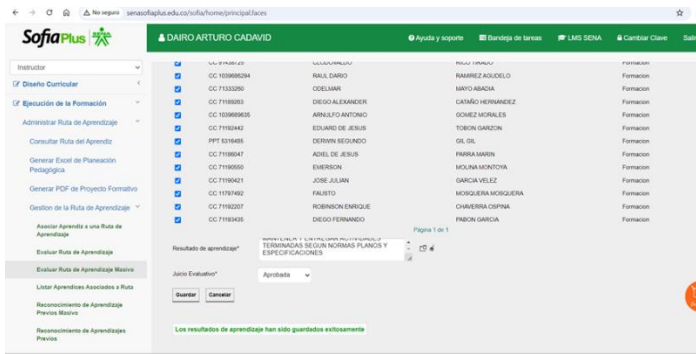 No seguro senasofiaplus.edu.co/sofia/home/principal.faces
Sofia Plus SENA
DAIRO ARTURO CADAVID
Ayuda y soporte
Bandeja de tareas
LMS SENA
Cambiar Clave
Instructor
Diseño Curricular
Ejecución de la Formación
Administrar Ruta de Aprendizaje
Consultar Ruta del Aprendiz
Generar Excel de Planeación
Pedagógica
Generar PDF de Proyecto Formativo
Gestion de la Ruta de Aprendizaje
Asociar Aprendiz a una Ruta de
Aprendizaje
Evaluar Ruta de Aprendizaje
Evaluar Ruta de Aprendizaje Masivo
Listar Aprendices Asociados a Ruta
Reconocimiento de Aprendizaje
Previos Masivo
Reconocimiento de Aprendizajes
Previos
CC 1039686294 RAUL DARIO RAMIREZ AGUDELO Formacion
CC 71333250 ODELMAR MAYO ABADIA Formacion
CC 71189263 DIEGO ALEXANDER CATAÑO HERNANDEZ Formacion
CC 1039689635 ARNULFO ANTONIO GOMEZ MORALES Formacion
CC 71192442 EDUARD DE JESUS TOBON GARZON Formacion
PPT 5316495 DERWIN SEGUNDO GIL GIL Formacion
CC 71186047 ADIEL DE JESUS PARRA MARIN Formacion
CC 71190550 EMERSON MOLINA MONTOYA Formacion
CC 71190421 JOSE JULIAN GARCIA VELEZ Formacion
CC 11797492 FAUSTO MOSQUERA MOSQUERA Formacion
CC 71192207 ROBINSON ENRIQUE CHAVERRA OSPINA Formacion
CC 71193435 DIEGO FERNANDO PABON GARCIA Formacion
Página 1 de 1
Resultado de aprendizaje*
MANTENER Y ENTREGAR ACTIVIDADES
TERMINADAS SEGUN NORMAS PLANOS Y
ESPECIFICACIONES
Juicio Evaluativo* Aprobada
Guardar Cancelar
Los resultados de aprendizaje han sido guardados exitosamente